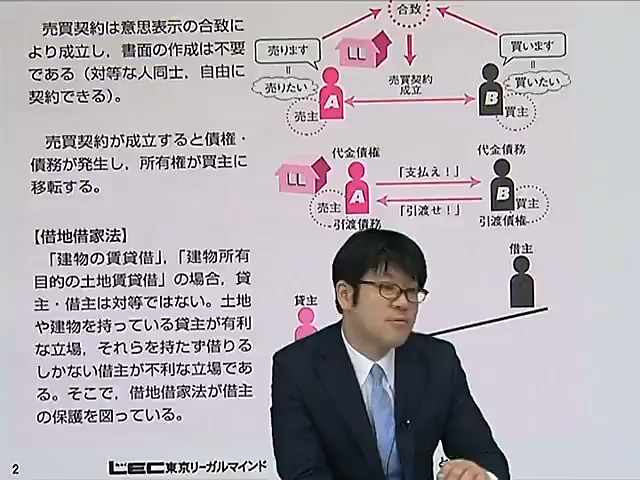 売買契約は意思表示の合致に
より成立し，書面の作成は不要
である（対等な人同士，自由に
契約できる）。
売買契約が成立すると債権・
債務が発生し，所有権が買主に
移転する。
【借地借家法】
「建物の賃貸借」，「建物所有
目的の土地賃貸借」の場合，貸
主・借主は対等ではない。土地
や建物を持っている貸主が有利
な立場，それらを持たず借りる
しかない借主が不利な立場であ
る。そこで，借地借家法が借主
の保護を図っている。
合致
売ります
買います
LL
=
=
売りたい
売買契約
成立
買いたい
A
B
売主
買主
代金債権
代金債務
「支払え！」
LL
A
B
売主
買主
「引渡せ！」
引渡債務
引渡債権
借主
貸主
2
LEC東京リーガルマインド
と